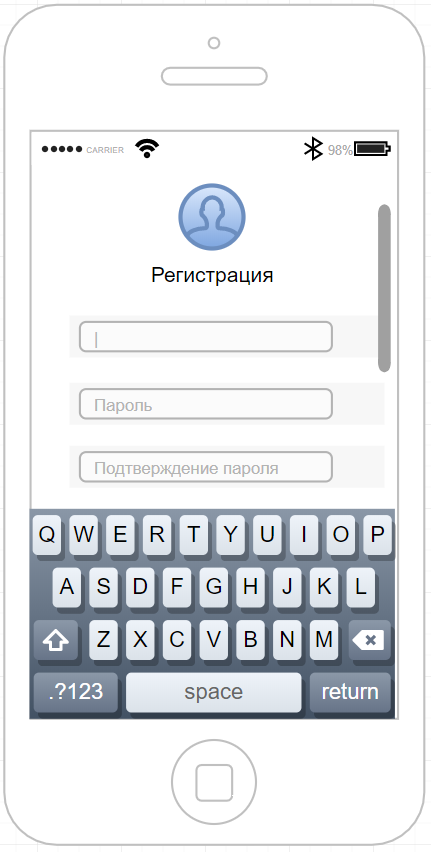 CARRIER 98%
Регистрация
|
Пароль
Подтверждение пароля
Q W E R T Y U I O P
A S D F G H J K L
Z X C V B N M
.?123 space return